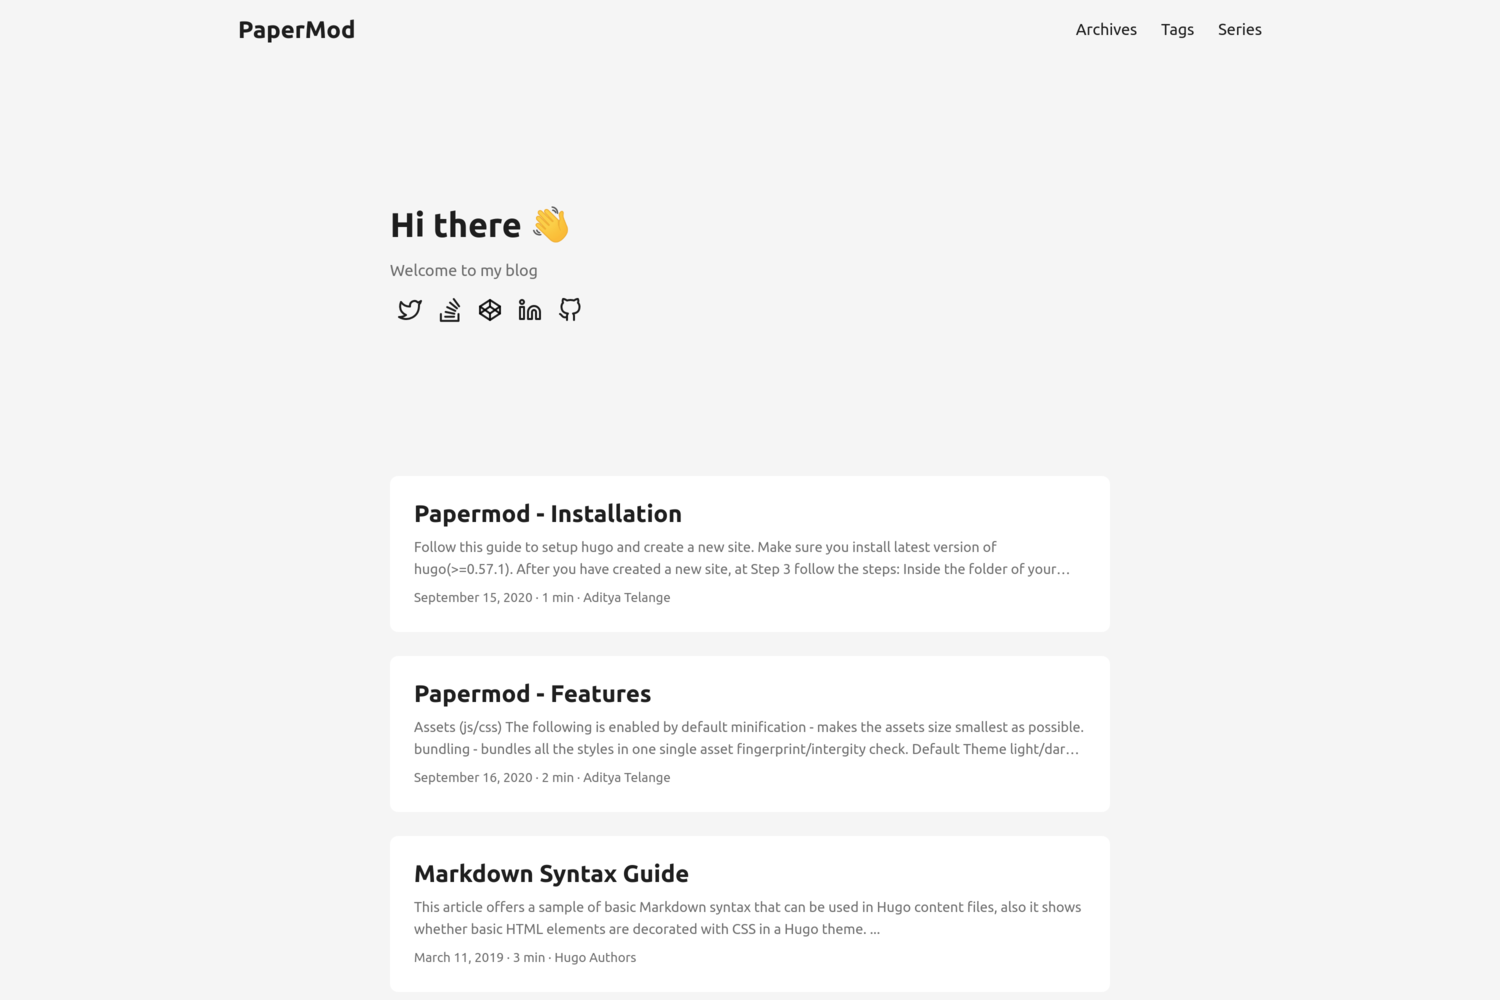 PaperMod
Archives Tags Series
Hi there 👋
Welcome to my blog
Papermod - Installation
Follow this guide to setup hugo and create a new site. Make sure you install latest version of
hugo(>=0.57.1). After you have created a new site, at Step 3 follow the steps: Inside the folder of your…
September 15, 2020 · 1 min · Aditya Telange
Papermod - Features
Assets (js/css) The following is enabled by default minification - makes the assets size smallest as possible.
bundling - bundles all the styles in one single asset fingerprint/intergity check. Default Theme light/dar…
September 16, 2020 · 2 min · Aditya Telange
Markdown Syntax Guide
This article offers a sample of basic Markdown syntax that can be used in Hugo content files, also it shows
whether basic HTML elements are decorated with CSS in a Hugo theme. ...
March 11, 2019 · 3 min · Hugo Authors